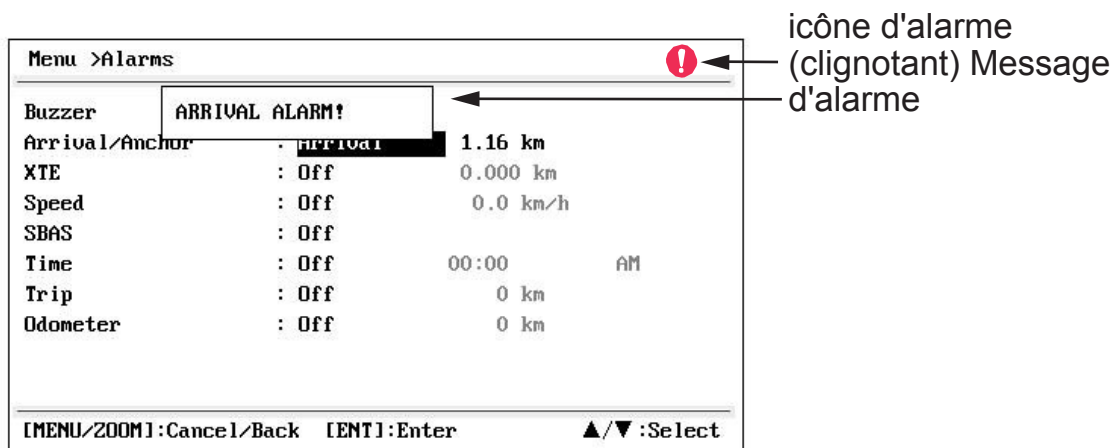 Menu >Alarms
icône d'alarme
(clignotant) Message
d'alarme
Buzzer
ARRIVAL ALARM!
Arrival/Anchor : Arrival 1.16 km
XTE : Off 0.000 km
Speed : Off 0.0 km/h
SBAS : Off
Time : Off 00:00 AM
Trip : Off 0 km
Odometer : Off 0 km
[MENU/ZOOM]:Cancel/Back [ENT]:Enter ▲/▼:Select